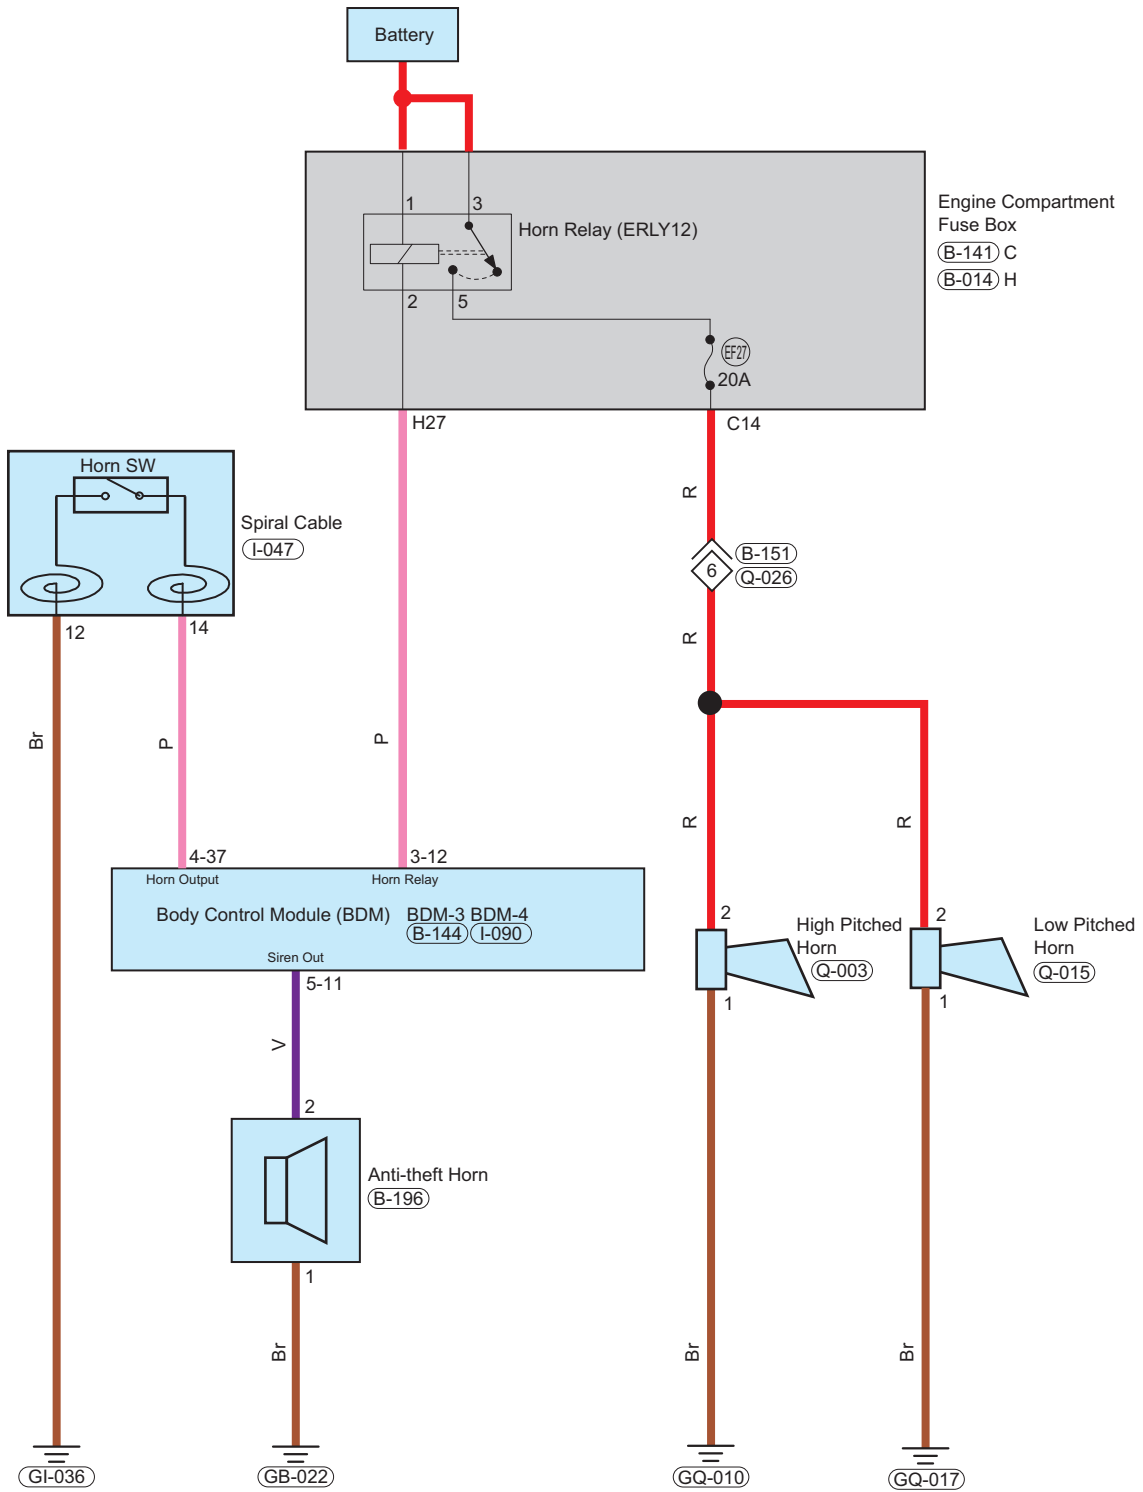 Battery
1
3
Horn Relay (ERLY12)
2
5
EF27
20A
Engine Compartment
Fuse Box
B-141 C
B-014 H
H27
C14
Horn SW
Spiral Cable
I-047
12
14
R
B-151
6
Q-026
R
Br
P
P
R
R
4-37
3-12
Horn Output
Horn Relay
Body Control Module (BDM) BDM-3 BDM-4
B-144 I-090
Siren Out
5-11
2
High Pitched
Horn
Q-003
1
2
Low Pitched
Horn
Q-015
1
V
2
Anti-theft Horn
B-196
1
Br
Br
Br
GI-036
GB-022
GQ-010
GQ-017